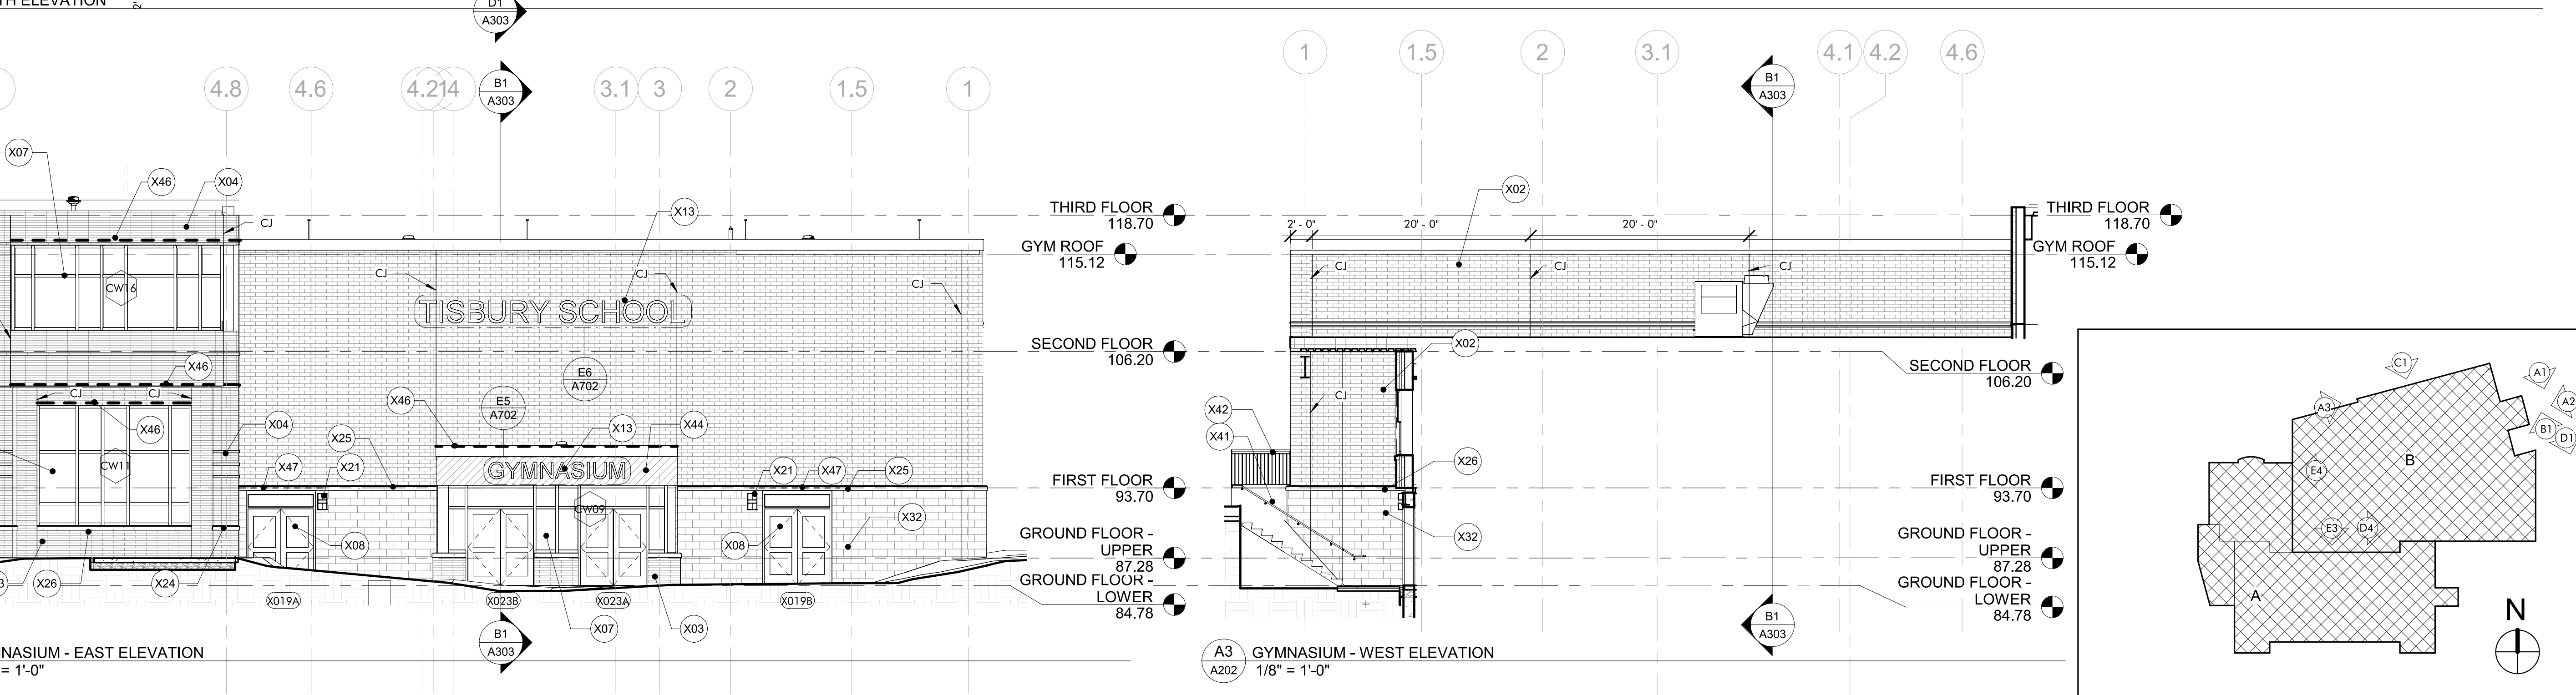 TH ELEVATION
2'-
D1
A303
4.8
4.6
4.2
14
B1
A303
3.1
3
2
1.5
1
X07
X46
X04
CJ
X13
CJ
CJ
CJ
CW16
TISBURY SCHOOL
E6
A702
X46
CJ
CJ
X46
E5
A702
X46
X13
X44
X04
X25
X47
X21
CW11
GYMNASIUM
X21
X47
X25
CW09
X32
X08
X08
3
X26
X24
X019A
X023B
X023A
X019B
X07
X03
B1
A303
NASIUM - EAST ELEVATION
= 1'-0"
THIRD FLOOR
118.70
GYM ROOF
115.12
SECOND FLOOR
106.20
FIRST FLOOR
93.70
GROUND FLOOR -
UPPER
87.28
GROUND FLOOR -
LOWER
84.78
1
1.5
2
3.1
B1
A303
4.1
4.2
4.6
X02
2' - 0"
20' - 0"
20' - 0"
CJ
CJ
CJ
X02
CJ
X42
X41
X26
X32
THIRD FLOOR
118.70
GYM ROOF
115.12
SECOND FLOOR
106.20
FIRST FLOOR
93.70
GROUND FLOOR -
UPPER
87.28
GROUND FLOOR -
LOWER
84.78
B1
A303
A3
A202
GYMNASIUM - WEST ELEVATION
1/8" = 1'-0"
C1
A1
A3
A2
B1
D1
B
E4
E3
D4
A
N